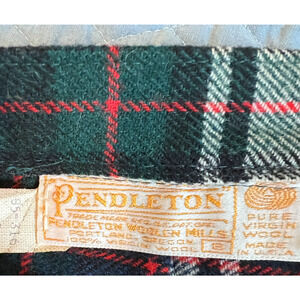 PENDLETON
TRADE MARK REG. U.S. PAT. OFF.
PENDLETON WOOLEN MILLS
PORTLAND, OREGON
100% VIRGIN WOOL
PURE
VIRGIN
WOOL
MADE IN
U.S.A.